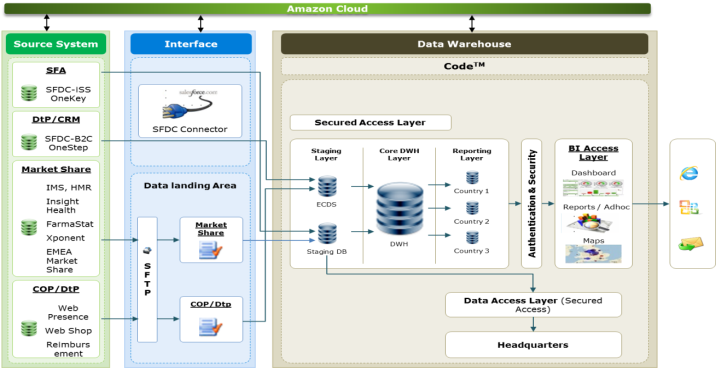 Amazon Cloud
Source System
SFA
SFDC-iSS
OneKey
DtP/CRM
SFDC-B2C
OneStep
Market Share
IMS, HMR
Insight
Health
FarmaStat
Xponent
EMEA
Market
Share
COP/DtP
Web
Presence
Web Shop
Reimburs
ement
Interface
salesforce.com
SFDC Connector
Data landing Area
SFTP
Market
Share
COP/Dtp
Data Warehouse
Code™
Secured Access Layer
Staging
Layer
ECDS
Staging DB
Core DWH
Layer
DWH
Reporting
Layer
Country 1
Country 2
Country 3
Authentication & Security
BI Access
Layer
Dashboard
Reports / Adhoc
Maps
Data Access Layer (Secured
Access)
Headquarters